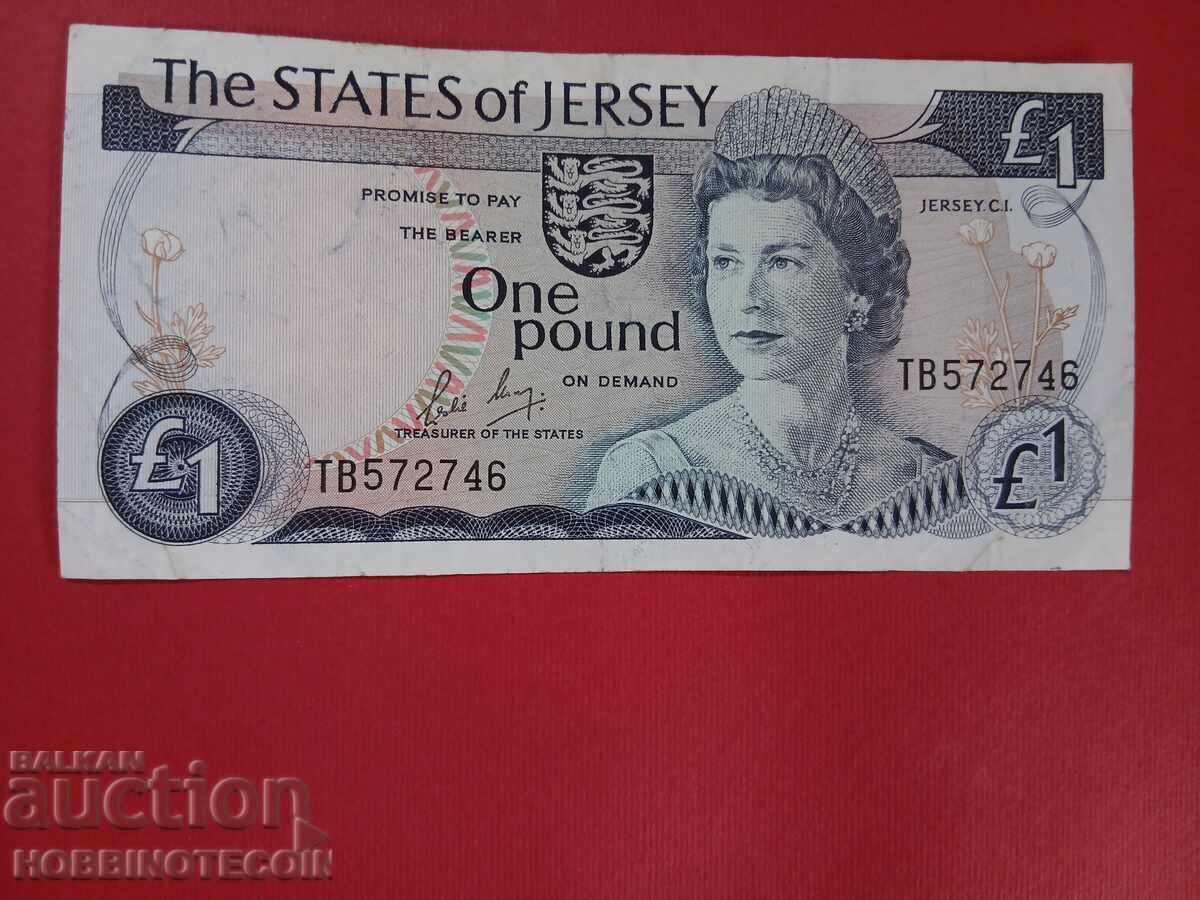 The STATES of JERSEY
£1
PROMISE TO PAY
THE BEARER
JERSEY C.I.
One
pound
ON DEMAND
TB572746
TREASURER OF THE STATES
TB572746
£1
£1
BALKAN
auction
HOBBINOTECOIN